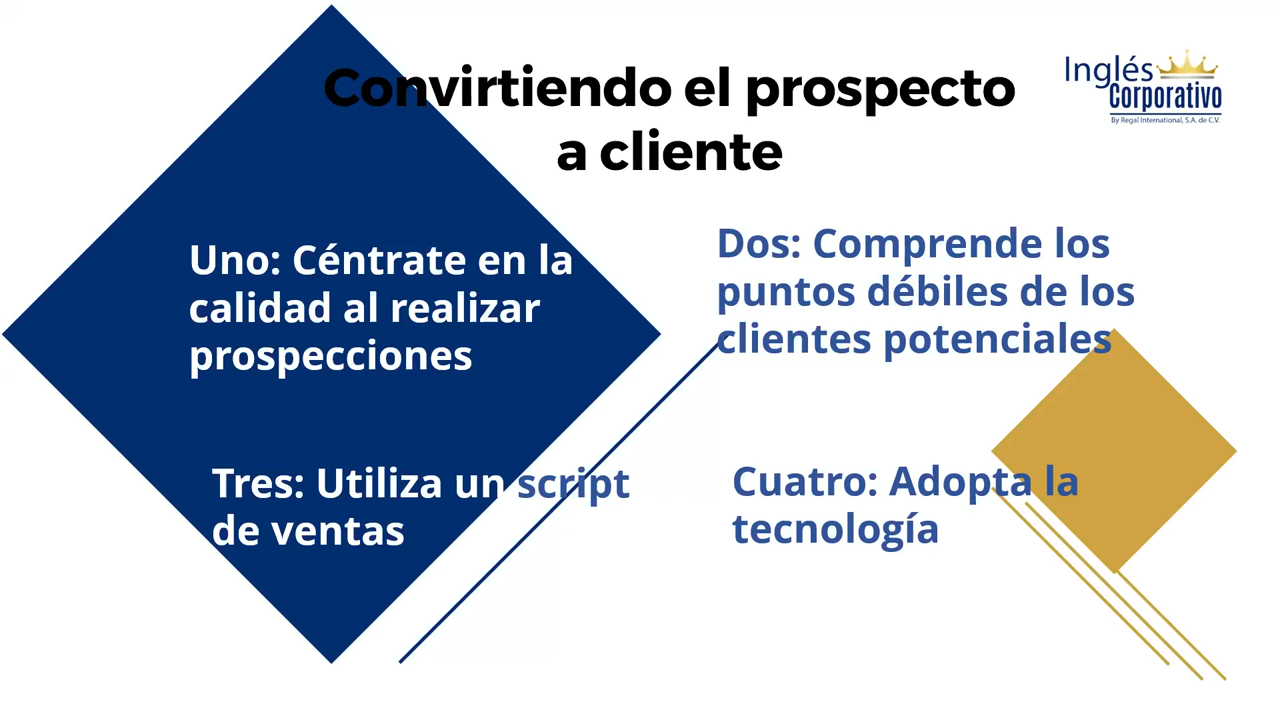 Convirtiendo el prospecto
a cliente
Inglés
Corporativo
By Regal International, S.A. de C.V.
Uno: Céntrate en la
calidad al realizar
prospecciones
Dos: Comprende los
puntos débiles de los
clientes potenciales
Tres: Utiliza un script
de ventas
Cuatro: Adopta la
tecnología